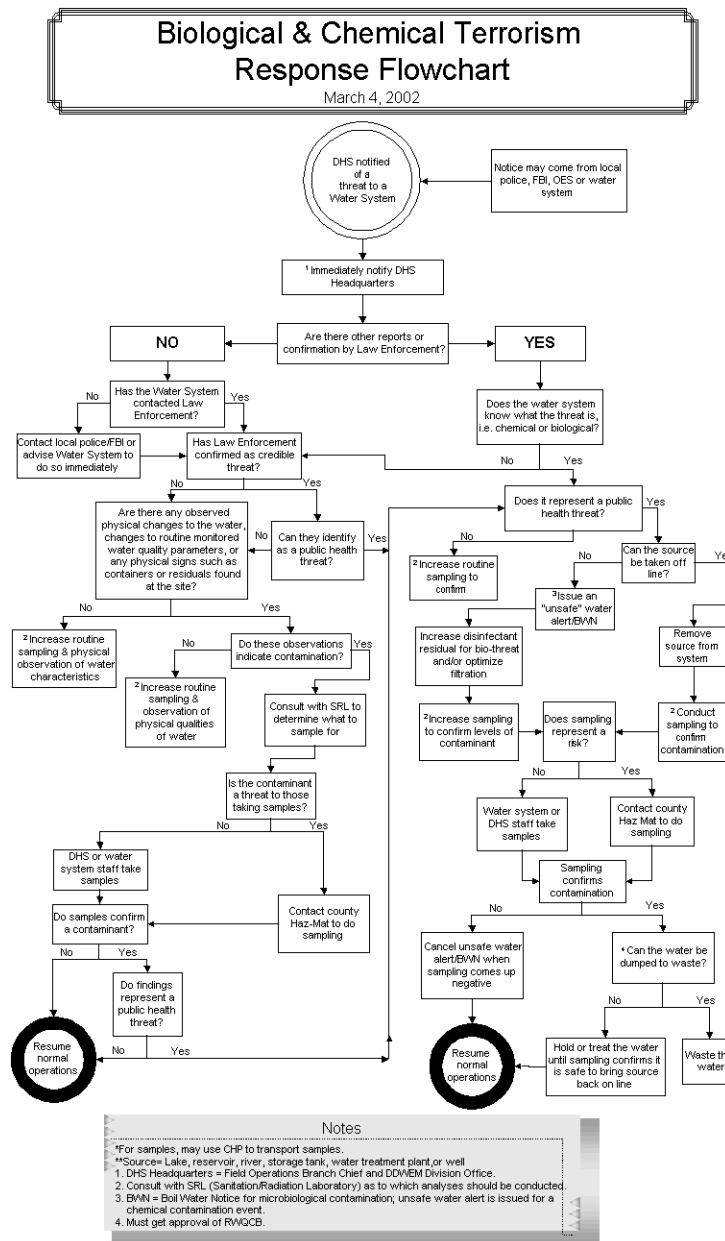 Biological & Chemical Terrorism
Response Flowchart
March 4, 2002
DHS notified
of a
threat to a
Water System
Notice may come from local
police, FBI, OES or water
system
1 Immediately notify DHS
Headquarters
Are there other reports or
confirmation by Law Enforcement?
NO
YES
Has the Water System
contacted Law
Enforcement?
No
Yes
Does the water system
know what the threat is,
i.e. chemical or biological?
No
Yes
Contact local police/FBI or
advise Water System to
do so immediately
Has Law Enforcement
confirmed as credible
threat?
No
Yes
Are there any observed
physical changes to the water,
changes to routine monitored
water quality parameters, or
any physical signs such as
containers or residuals found
at the site?
No
Yes
Can they identify
as a public health
threat?
No
Yes
Does it represent a public
health threat?
No
Yes
2 Increase routine
sampling to
confirm
Can the source
be taken off
line?
No
Ye
3 Issue an
"unsafe" water
alert/BWN
2 Increase routine
sampling & physical
observation of water
characteristics
Do these observations
indicate contamination?
No
Yes
Increase disinfectant
residual for bio-threat
and/or optimize
filtration
Remove
source from
system
2 Increase routine
sampling &
observation of
physical qualities
of water
Consult with SRL to
determine what to
sample for
2 Increase sampling
to confirm levels of
contaminant
Does sampling
represent a
risk?
No
Yes
2 Conduct
sampling to
confirm
contamination
Is the contaminant
a threat to those
taking samples?
No
Yes
Water system or
DHS staff take
samples
Contact county
Haz Mat to do
sampling
DHS or water
system staff take
samples
Sampling
confirms
contamination
No
Yes
Do samples confirm
a contaminant?
No
Yes
Contact county
Haz-Mat to do
sampling
Cancel unsafe water
alert/BWN when
sampling comes up
negative
Can the water be
dumped to waste?
No
Yes
Do findings
represent a
public health
threat?
No
Yes
Resume
normal
operations
Resume
normal
operations
Hold or treat the water
until sampling confirms it
is safe to bring source
back on line
Waste th
water
Notes
*For samples, may use CHP to transport samples.
**Source= Lake, reservoir, river, storage tank, water treatment plant,or well
1. DHS Headquarters = Field Operations Branch Chief and DDWEM Division Office.
2. Consult with SRL (Sanitation/Radiation Laboratory) as to which analyses should be conducted.
3. BWN = Boil Water Notice for microbiological contamination; unsafe water alert is issued for a
chemical contamination event.
4. Must get approval of RWQCB.